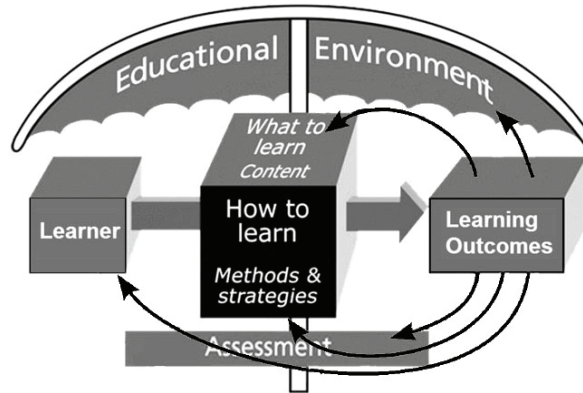 Educational Environment
What to
learn
Content
How to
learn
Methods &
strategies
Learner
Learning
Outcomes
Assessment